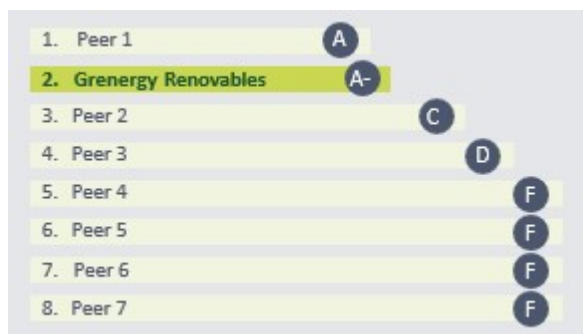 1. Peer 1 A
2. Grenergy Renovables A-
3. Peer 2 C
4. Peer 3 D
5. Peer 4 F
6. Peer 5 F
7. Peer 6 F
8. Peer 7 F